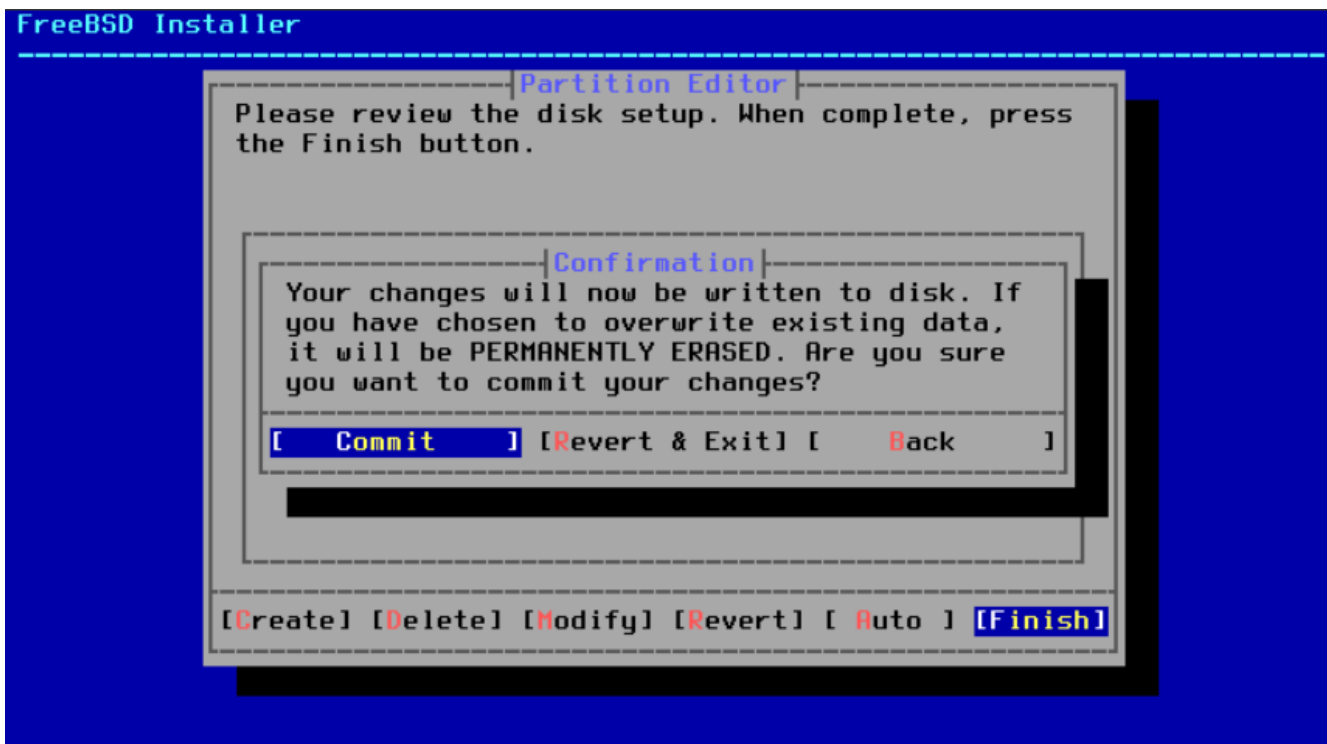 FreeBSD Installer
Partition Editor
Please review the disk setup. When complete, press
the Finish button.
Confirmation
Your changes will now be written to disk. If
you have chosen to overwrite existing data,
it will be PERMANENTLY ERASED. Are you sure
you want to commit your changes?
[ Commit ] [Revert & Exit] [ Back ]
[Create] [Delete] [Modify] [Revert] [ Auto ] [Finish]